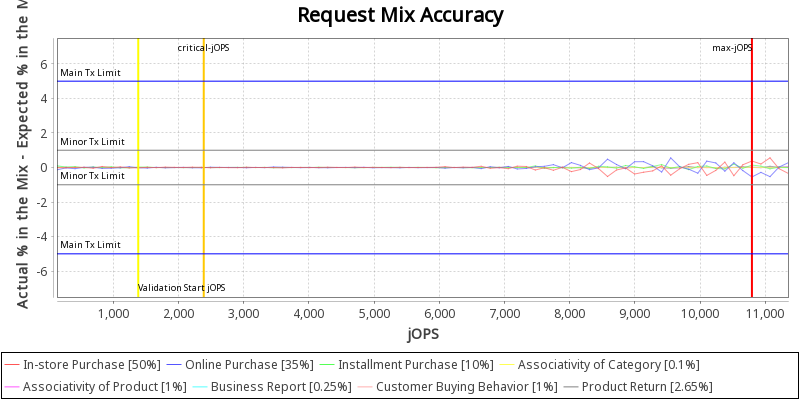 Request Mix Accuracy
Actual % in the Mix - Expected % in the M
critical-jOPS
max-jOPS
6
Main Tx Limit
4
2
Minor Tx Limit
0
Minor Tx Limit
-2
-4
Main Tx Limit
-6
Validation Start jOPS
1,000 2,000 3,000 4,000 5,000 6,000 7,000 8,000 9,000 10,000 11,000
jOPS
In-store Purchase [50%] Online Purchase [35%] Installment Purchase [10%] Associativity of Category [0.1%]
Associativity of Product [1%] Business Report [0.25%] Customer Buying Behavior [1%] Product Return [2.65%]